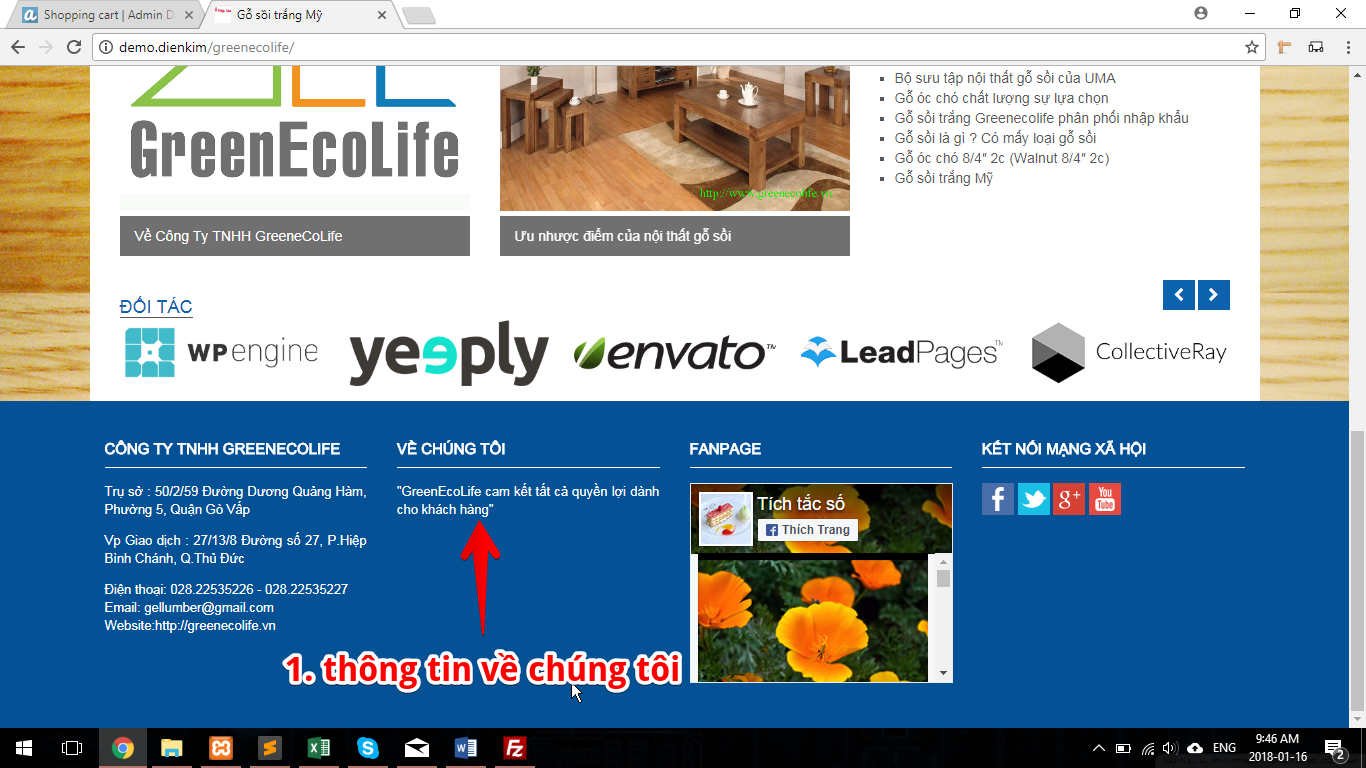 Shopping cart | Admin D
Gỗ sồi trắng Mỹ
demo.dienkim/greenecolife/
GreenEcoLife
http://www.greenecolife.vn
Về Công Ty TNHH GreeneCoLife
Ưu nhược điểm của nội thất gỗ sồi
Bộ sưu tập nội thất gỗ sồi của UMA
Gỗ óc chó chất lượng sự lựa chọn
Gỗ sồi trắng Greenecolife phân phối nhập khẩu
Gỗ sồi là gì ? Có mấy loại gỗ sồi
Gỗ óc chó 8/4″ 2c (Walnut 8/4″ 2c)
Gỗ sồi trắng Mỹ
ĐỐI TÁC
WP engine
yeeply
envato™
LeadPages™
CollectiveRay
CÔNG TY TNHH GREENECOLIFE
Trụ sở : 50/2/59 Đường Dương Quảng Hàm,
Phường 5, Quận Gò Vấp
Vp Giao dịch : 27/13/8 Đường số 27, P.Hiệp
Bình Chánh, Q.Thủ Đức
Điện thoại: 028.22535226 - 028.22535227
Email: gellumber@gmail.com
Website:http://greenecolife.vn
VỀ CHÚNG TÔI
"GreenEcoLife cam kết tất cả quyền lợi dành
cho khách hàng"
1. thông tin về chúng tôi
FANPAGE
Tích tắc số
Thích Trang
KẾT NỐI MẠNG XÃ HỘI
You
Tube
ENG
9:46 AM
2018-01-16
2